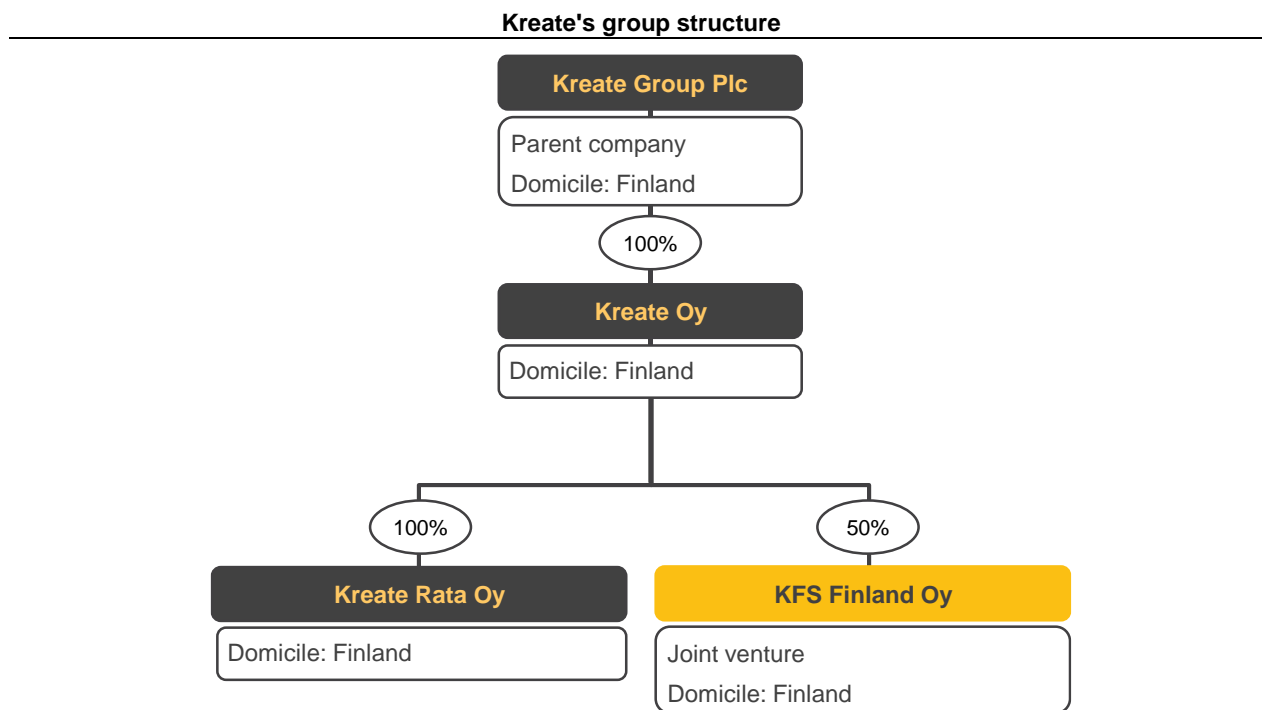 Kreate's group structure
Kreate Group Plc
Parent company
Domicile: Finland
100%
Kreate Oy
Domicile: Finland
100%
50%
Kreate Rata Oy
KFS Finland Oy
Domicile: Finland
Joint venture
Domicile: Finland